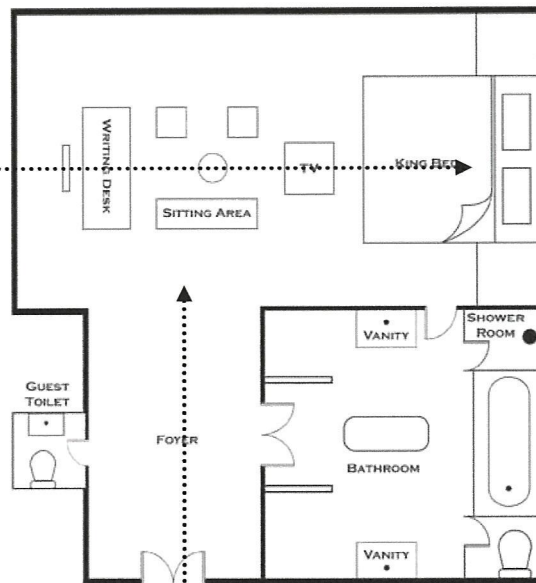 WRITING DESK
SITTING AREA
TV
KING BED
SHOWER
ROOM
VANITY
GUEST
TOILET
FOYER
BATHROOM
VANITY